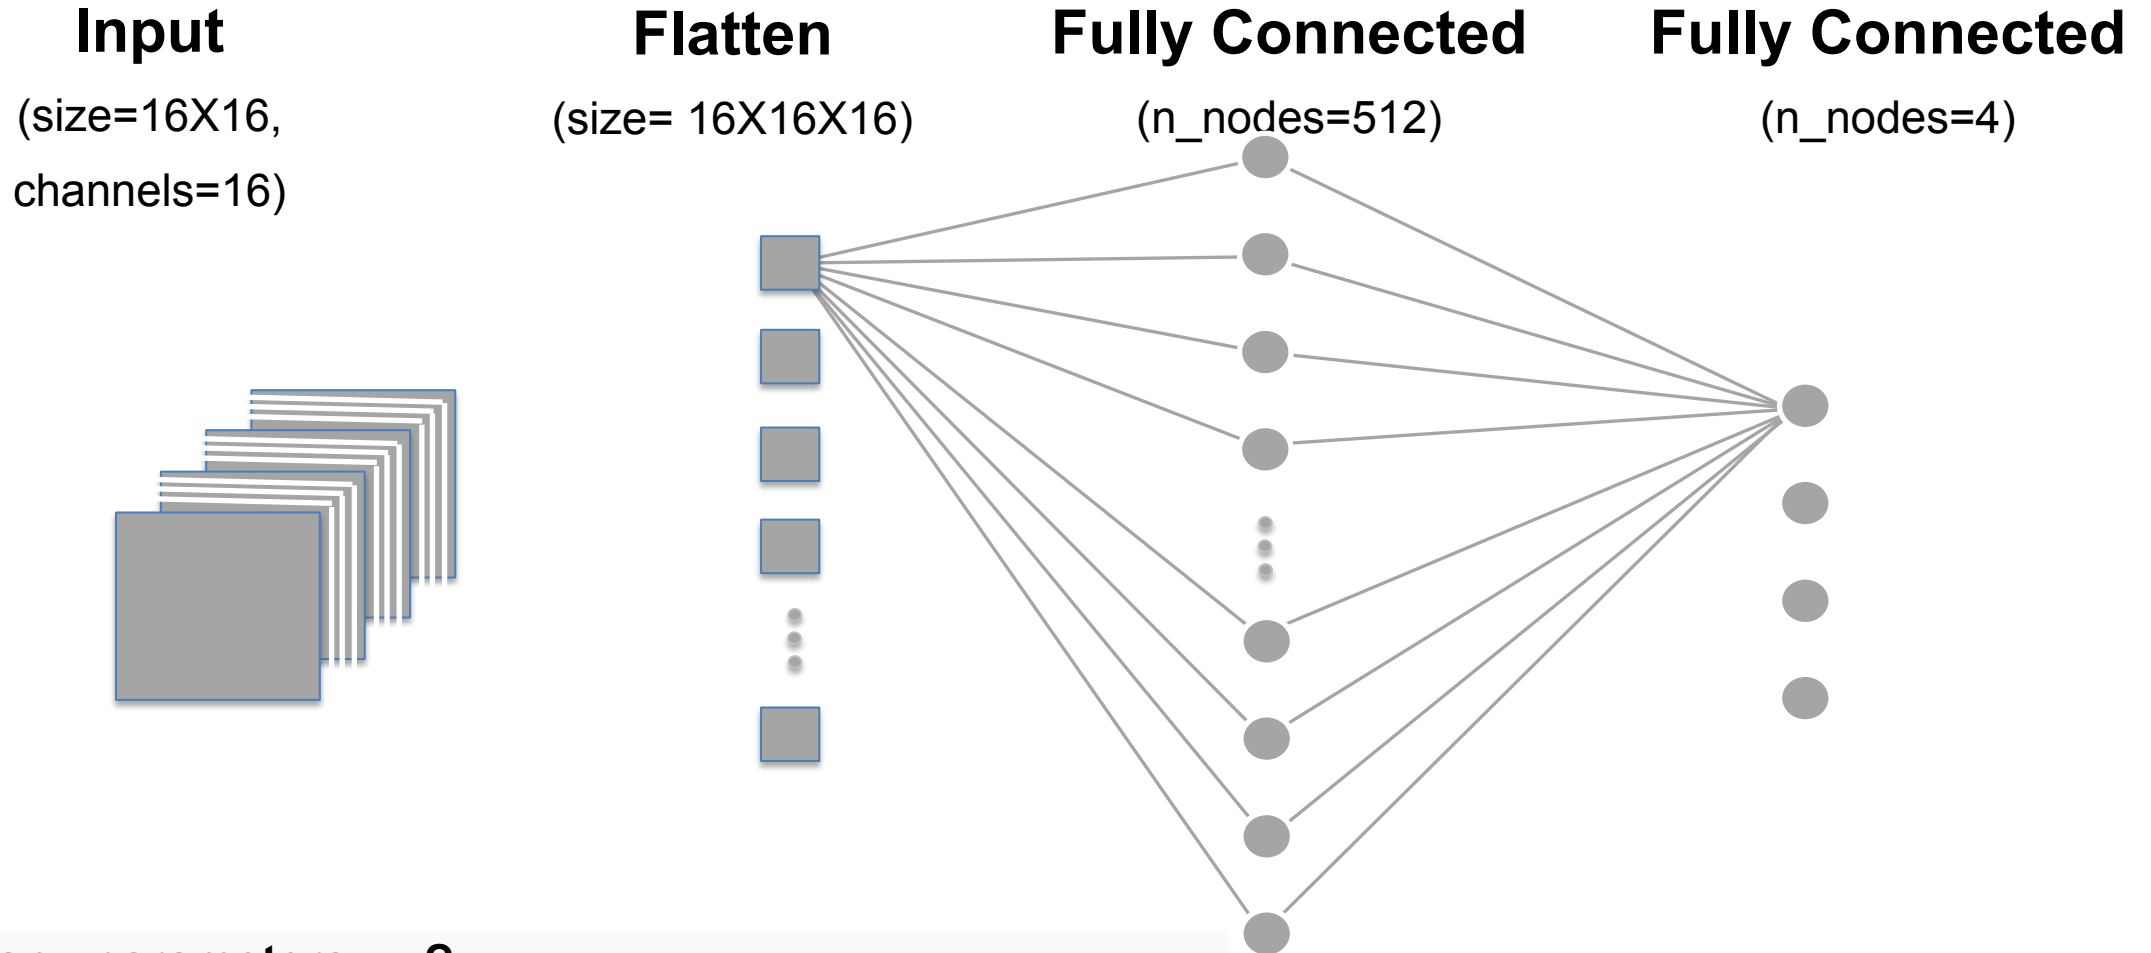 Input
(size=16X16,
channels=16)
Flatten
(size= 16X16X16)
Fully Connected
(n_nodes=512)
Fully Connected
(n_nodes=4)